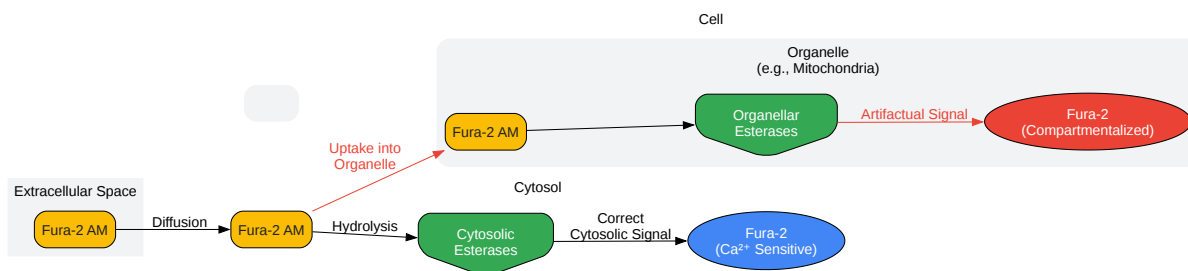 Cell
Organelle
(e.g., Mitochondria)
Fura-2 AM
Organellar
Esterases
Artifactual Signal
Fura-2
(Compartmentalized)
Uptake into
Organelle
Extracellular Space
Cytosol
Fura-2 AM
Diffusion
Fura-2 AM
Hydrolysis
Cytosolic
Esterases
Correct
Cytosolic Signal
Fura-2
(Ca²⁺ Sensitive)